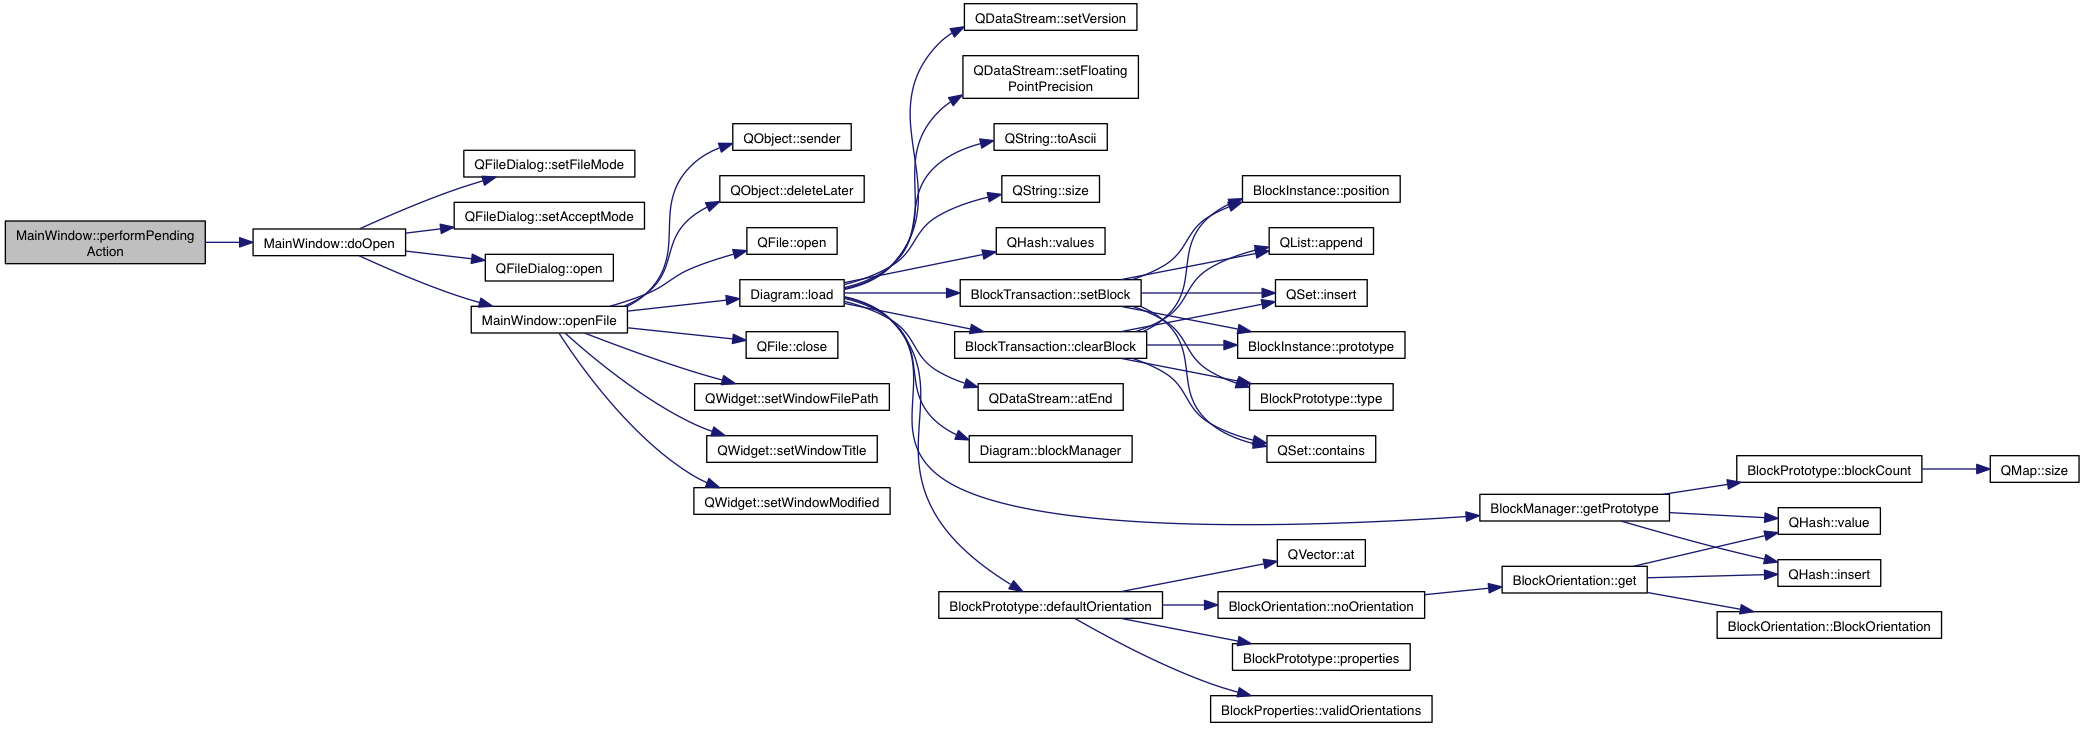 MainWindow::performPending
Action
MainWindow::doOpen
QFileDialog::setFileMode
QFileDialog::setAcceptMode
QFileDialog::open
MainWindow::openFile
QObject::sender
QObject::deleteLater
QFile::open
Diagram::load
QFile::close
QWidget::setWindowFilePath
QWidget::setWindowTitle
QWidget::setWindowModified
QDataStream::setVersion
QDataStream::setFloating
PointPrecision
QString::toAscii
QString::size
QHash::values
BlockTransaction::setBlock
BlockTransaction::clearBlock
QDataStream::atEnd
Diagram::blockManager
BlockPrototype::defaultOrientation
BlockInstance::position
QList::append
QSet::insert
BlockInstance::prototype
BlockPrototype::type
QSet::contains
QVector::at
BlockOrientation::noOrientation
BlockPrototype::properties
BlockProperties::validOrientations
BlockManager::getPrototype
BlockOrientation::get
BlockPrototype::blockCount
QHash::value
QHash::insert
BlockOrientation::BlockOrientation
QMap::size